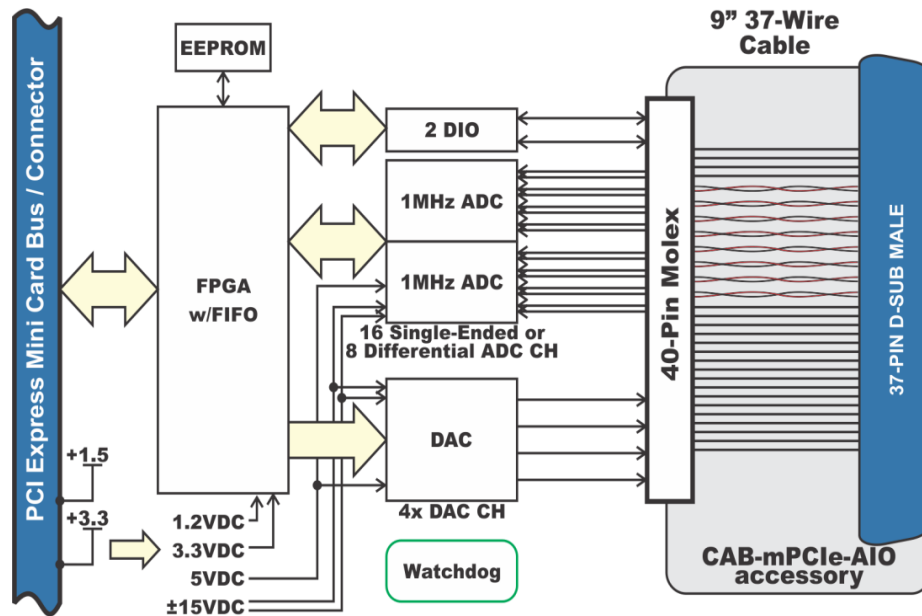 PCI Express Mini Card Bus / Connector
EEPROM
FPGA
w/FIFO
2 DIO
1MHz ADC
1MHz ADC
16 Single-Ended or
8 Differential ADC CH
DAC
4x DAC CH
Watchdog
+1.5
+3.3
1.2VDC
3.3VDC
5VDC
±15VDC
40-Pin Molex
9” 37-Wire
Cable
37-PIN D-SUB MALE
CAB-mPCIe-AIO
accessory